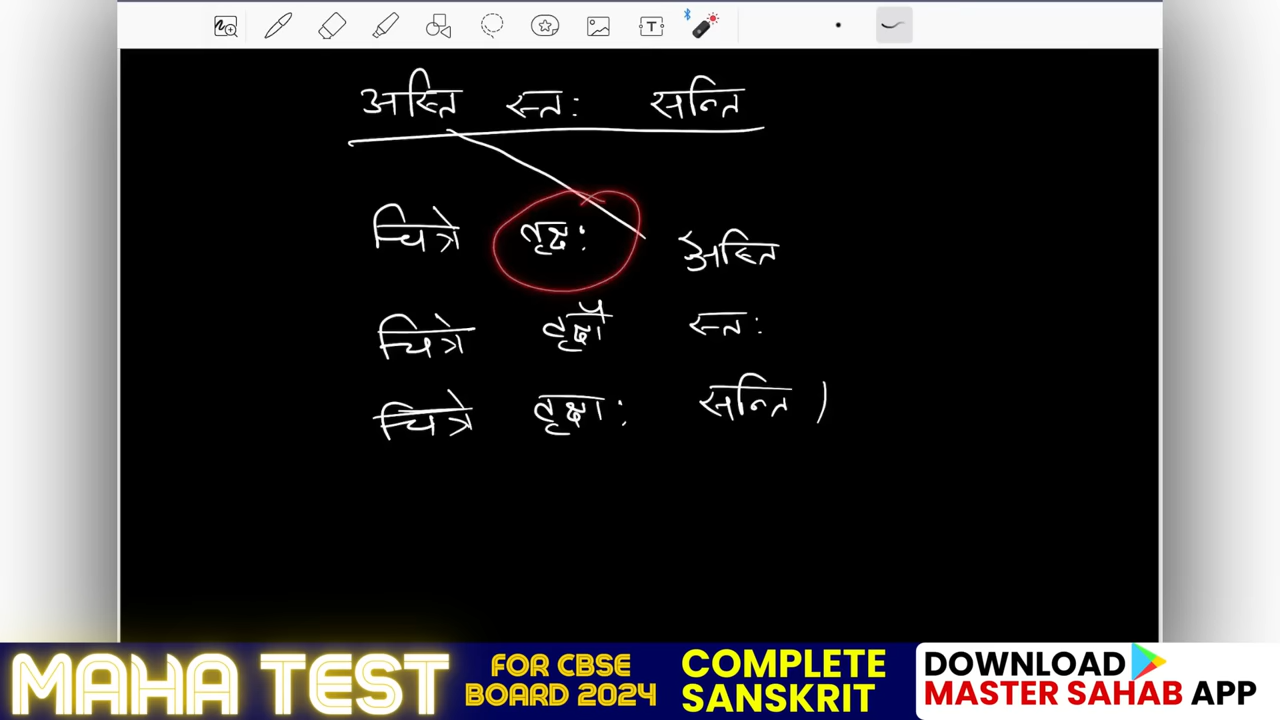 अस्ति स्तः सन्ति
चित्रे वृक्षः अस्ति
चित्रे वृक्षौ स्तः
चित्रे वृक्षाः सन्ति ।
MAHA TEST FOR CBSE BOARD 2024 COMPLETE SANSKRIT DOWNLOAD MASTER SAHAB APP